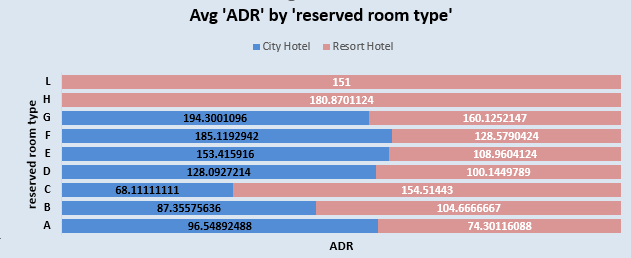 Avg 'ADR' by 'reserved room type'
City Hotel Resort Hotel
reserved room type
L 151
H 180.8701124
G 194.3001096 160.1252147
F 185.1192942 128.5790424
E 153.415916 108.9604124
D 128.0927214 100.1449789
C 68.11111111 154.51443
B 87.35575636 104.6666667
A 96.54892488 74.30116088
ADR